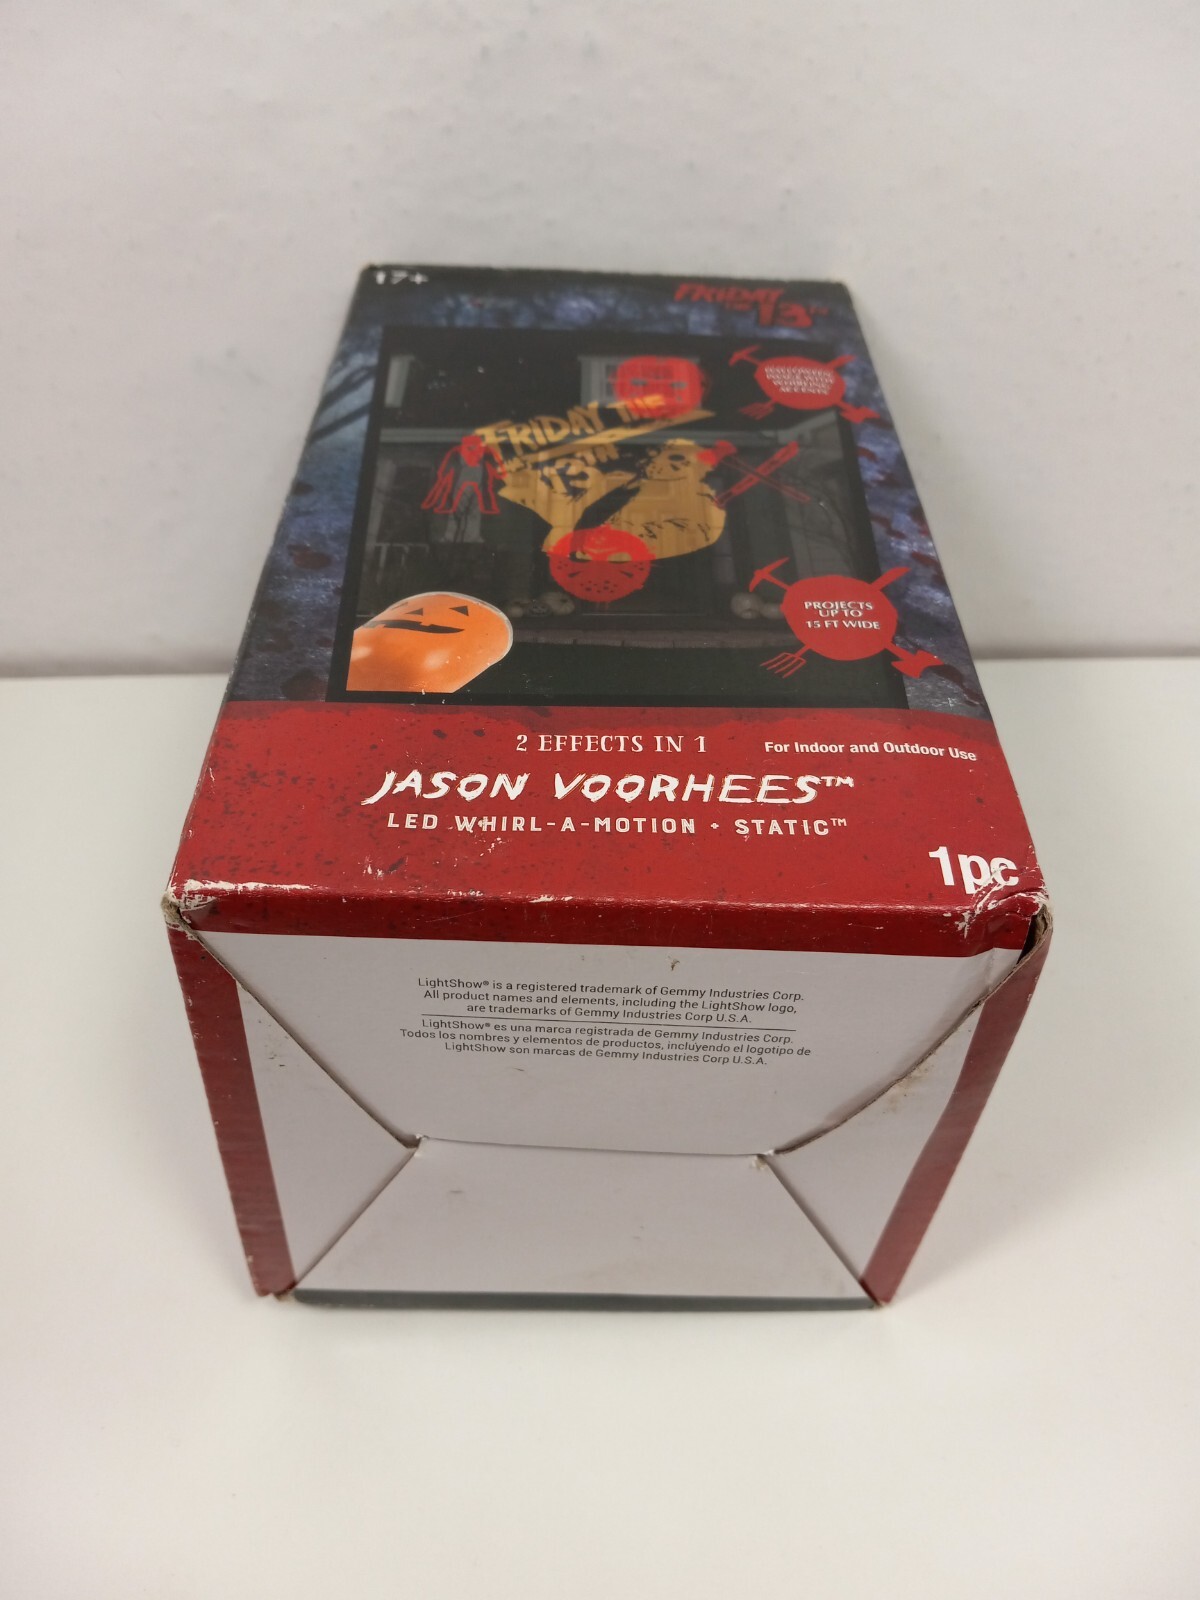 17+
FRIDAY
THE 13TH
FRIDAY THE
13TH
PROJECTS
UP TO
15 FT WIDE
2 EFFECTS IN 1
For Indoor and Outdoor Use
JASON VOORHEES™
LED WHIRL-A-MOTION • STATIC™
1pc
LightShow® is a registered trademark of Gemmy Industries Corp.
All product names and elements, including the LightShow logo,
are trademarks of Gemmy Industries Corp U.S.A.
LightShow® es una marca registrada de Gemmy Industries Corp.
Todos los nombres y elementos de productos, incluyendo el logotipo de
LightShow son marcas de Gemmy Industries Corp U.S.A.